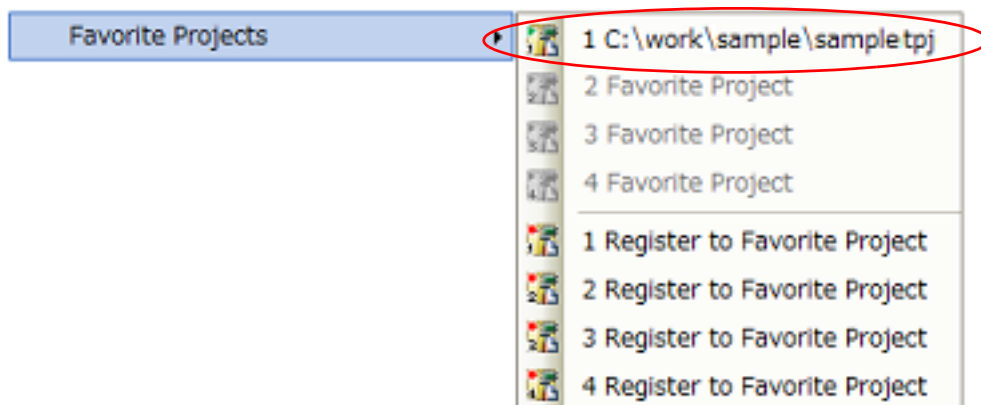 Favorite Projects
1 C:\work\sample\sample tpj
2 Favorite Project
3 Favorite Project
4 Favorite Project
1 Register to Favorite Project
2 Register to Favorite Project
3 Register to Favorite Project
4 Register to Favorite Project